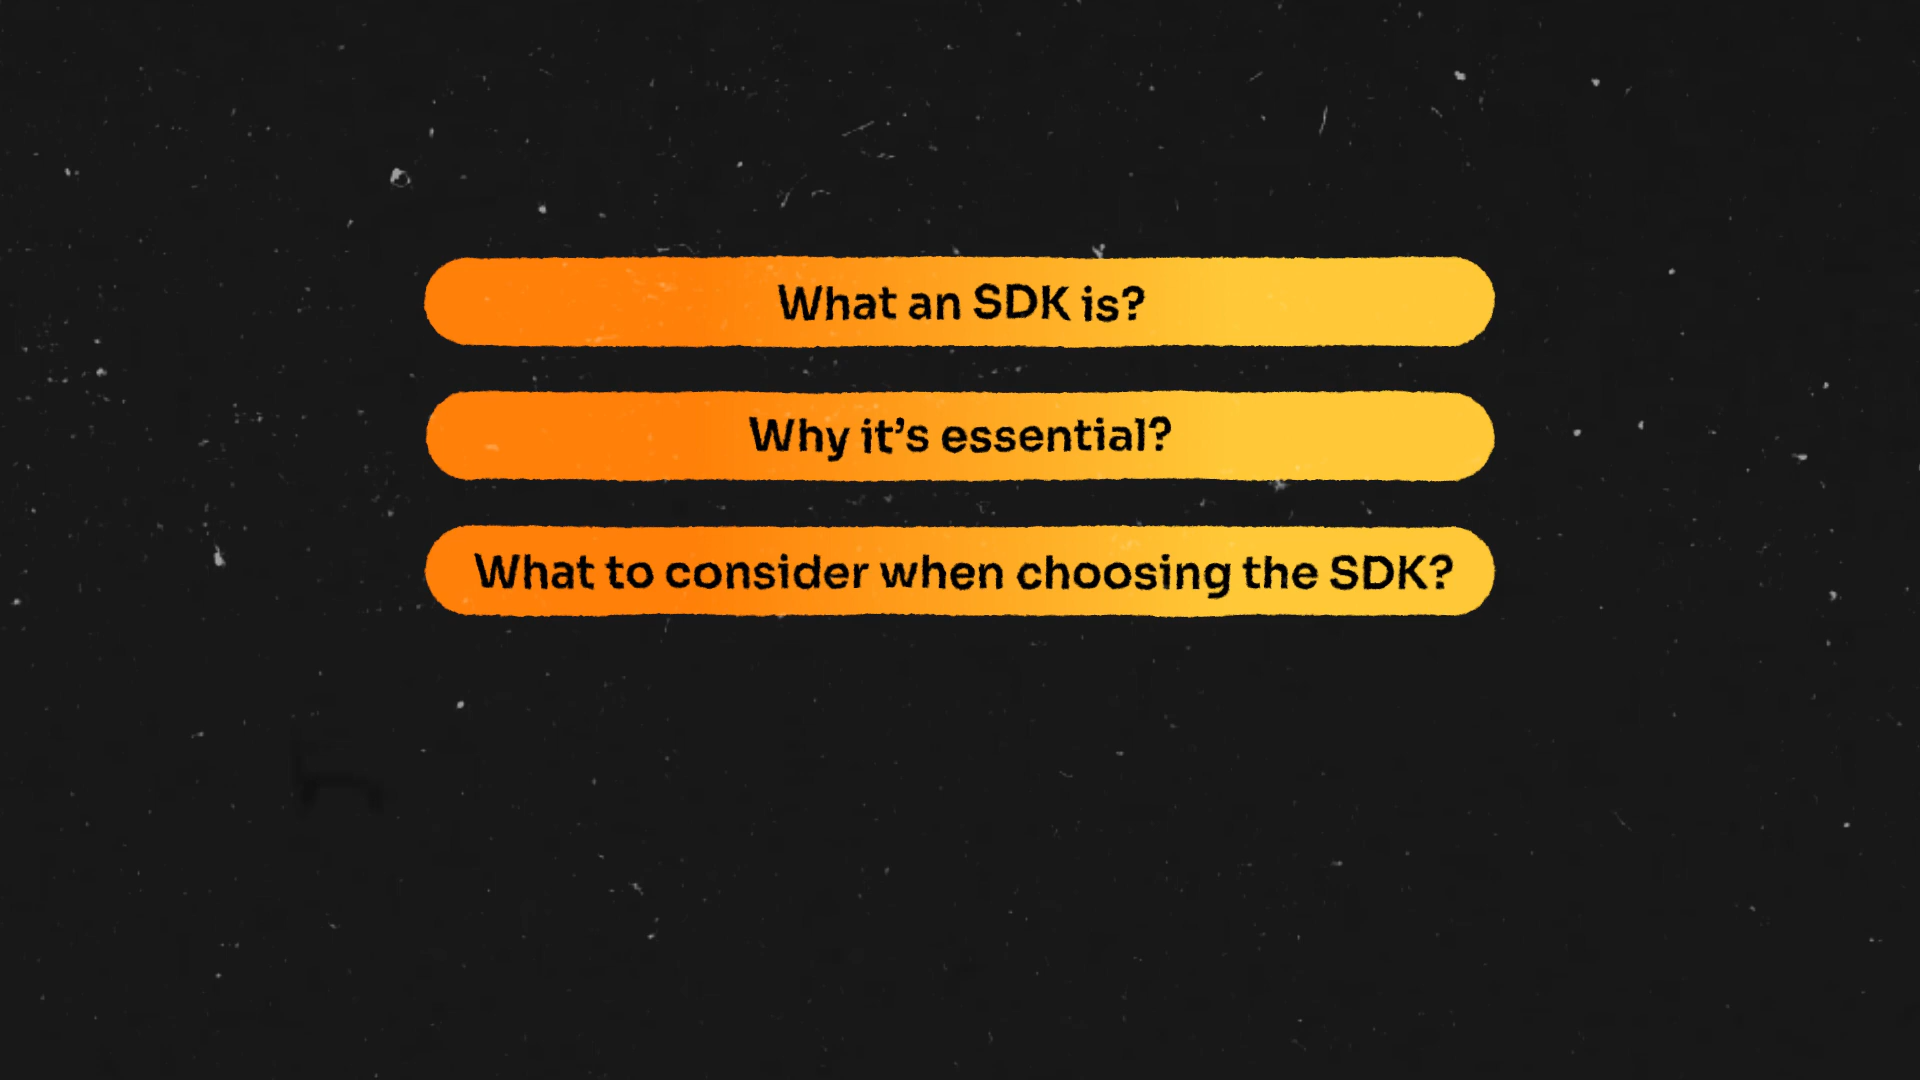 What an SDK is?
Why it’s essential?
What to consider when choosing the SDK?